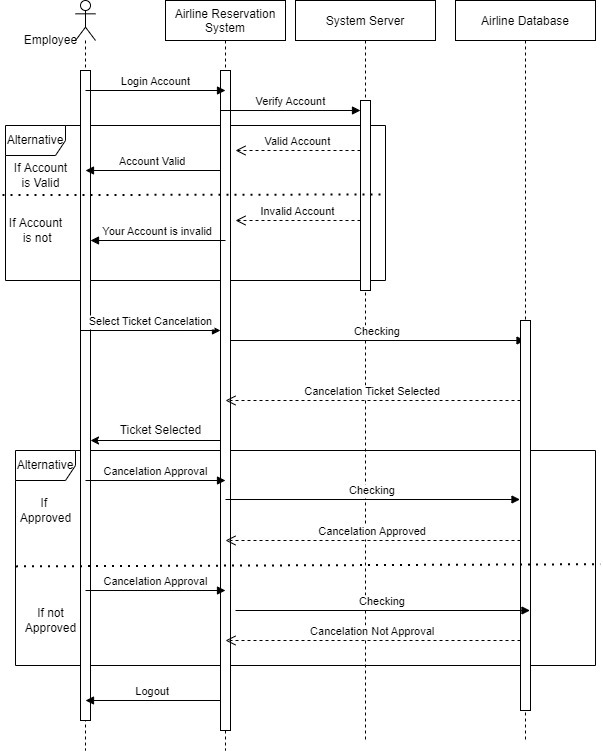 Employee
Airline Reservation
System
System Server
Airline Database
Login Account
Verify Account
Alternative
Valid Account
If Account
is Valid
Account Valid
If Account
is not
Invalid Account
Your Account is invalid
Select Ticket Cancelation
Checking
Cancelation Ticket Selected
Ticket Selected
Alternative
Cancelation Approval
If
Approved
Checking
Cancelation Approved
Cancelation Approval
If not
Approved
Checking
Cancelation Not Approval
Logout